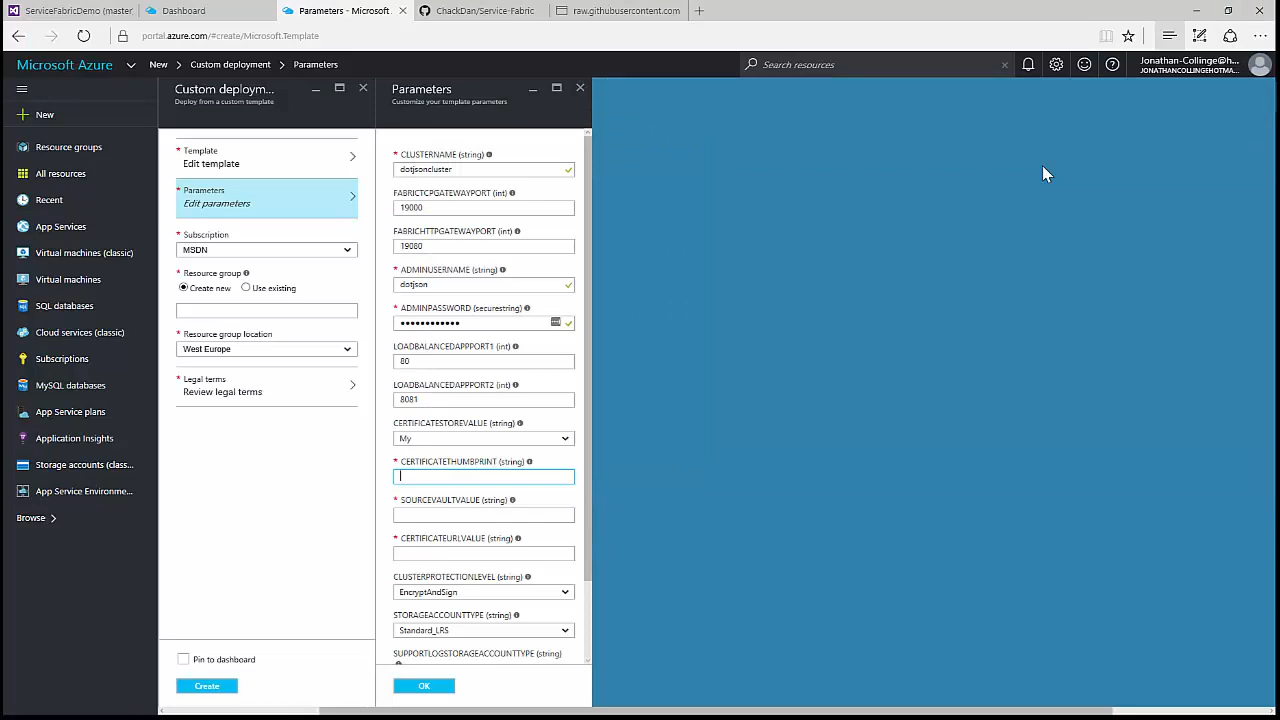 ServiceFabricDemo (master)
Dashboard
Parameters - Microsoft
ChackDan/Service-Fabric
raw.githubusercontent.com
portal.azure.com/#create/Microsoft.Template
Microsoft Azure
New
Custom deployment
Parameters
Search resources
Jonathan-Collinge@h...
JONATHANCOLLINGEHOTMA...
New
Resource groups
All resources
Recent
App Services
Virtual machines (classic)
Virtual machines
SQL databases
Cloud services (classic)
Subscriptions
MySQL databases
App Service plans
Application Insights
Storage accounts (class...
App Service Environme...
Browse
Custom deploym...
Deploy from a custom template
* Template
Edit template
* Parameters
Edit parameters
* Subscription
MSDN
* Resource group
Create new
Use existing
* Resource group location
West Europe
* Legal terms
Review legal terms
Pin to dashboard
Create
Parameters
Customize your template parameters
* CLUSTERNAME (string)
dotjsoncluster
FABRICTCPGATEWAYPORT (int)
19000
FABRICHTTPGATEWAYPORT (int)
19080
* ADMINUSERNAME (string)
dotjson
* ADMINPASSWORD (securestring)
••••••••••••
LOADBALANCEDAPPPORT1 (int)
80
LOADBALANCEDAPPPORT2 (int)
8081
CERTIFICATESTOREVALUE (string)
My
* CERTIFICATETHUMBPRINT (string)
* SOURCEVAULTVALUE (string)
* CERTIFICATEURLVALUE (string)
CLUSTERPROTECTIONLEVEL (string)
EncryptAndSign
STORAGEACCOUNTTYPE (string)
Standard_LRS
SUPPORTLOGSTORAGEACCOUNTTYPE (string)
OK